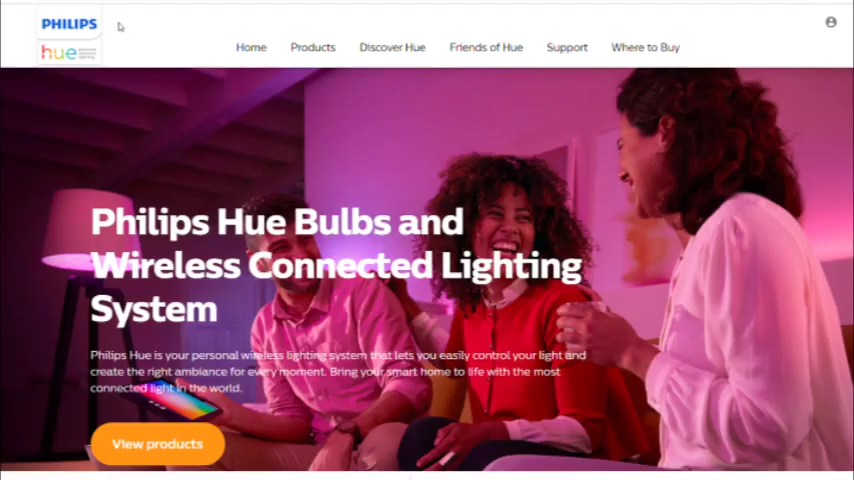 PHILIPS
hue
Home Products Discover Hue Friends of Hue Support Where to Buy
Philips Hue Bulbs and
Wireless Connected Lighting
System
Philips Hue is your personal wireless lighting system that lets you easily control your light and
create the right ambiance for every moment. Bring your smart home to life with the most
connected light in the world.
View products